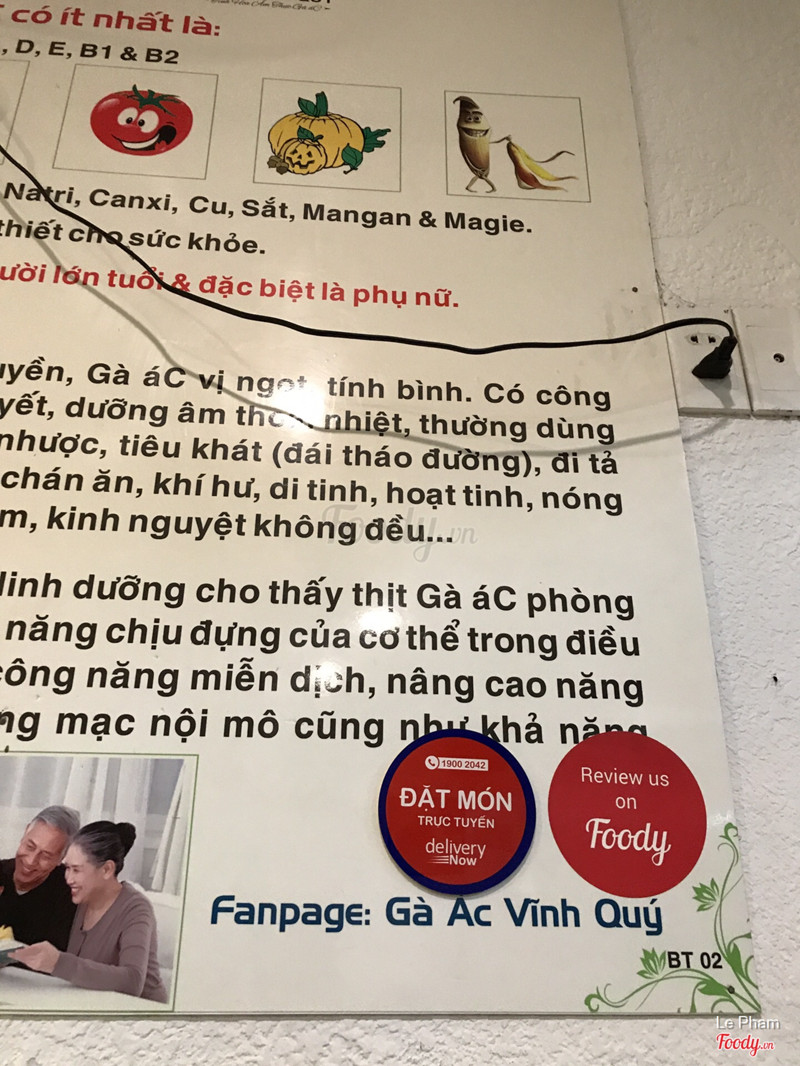 có ít nhất là:
, D, E, B1 & B2
Natri, Canxi, Cu, Sắt, Mangan & Magie.
thiết cho sức khỏe.
ười lớn tuổi & đặc biệt là phụ nữ.
uyền, Gà áC vị ngọt, tính bình. Có công
yết, dưỡng âm thoái nhiệt, thường dùng
nhược, tiêu khát (đái tháo đường), đi tả
chán ăn, khí hư, di tinh, hoạt tinh, nóng
m, kinh nguyệt không đều...
Foody.vn
dinh dưỡng cho thấy thịt Gà áC phòng
năng chịu đựng của cơ thể trong điều
công năng miễn dịch, nâng cao năng
ng mạc nội mô cũng như khả năng
1900 2042
ĐẶT MÓN
TRỰC TUYẾN
delivery
Now
Review us
on
Foody
Fanpage: Gà Ác Vĩnh Quý
BT 02
Le Pham
Foody.vn